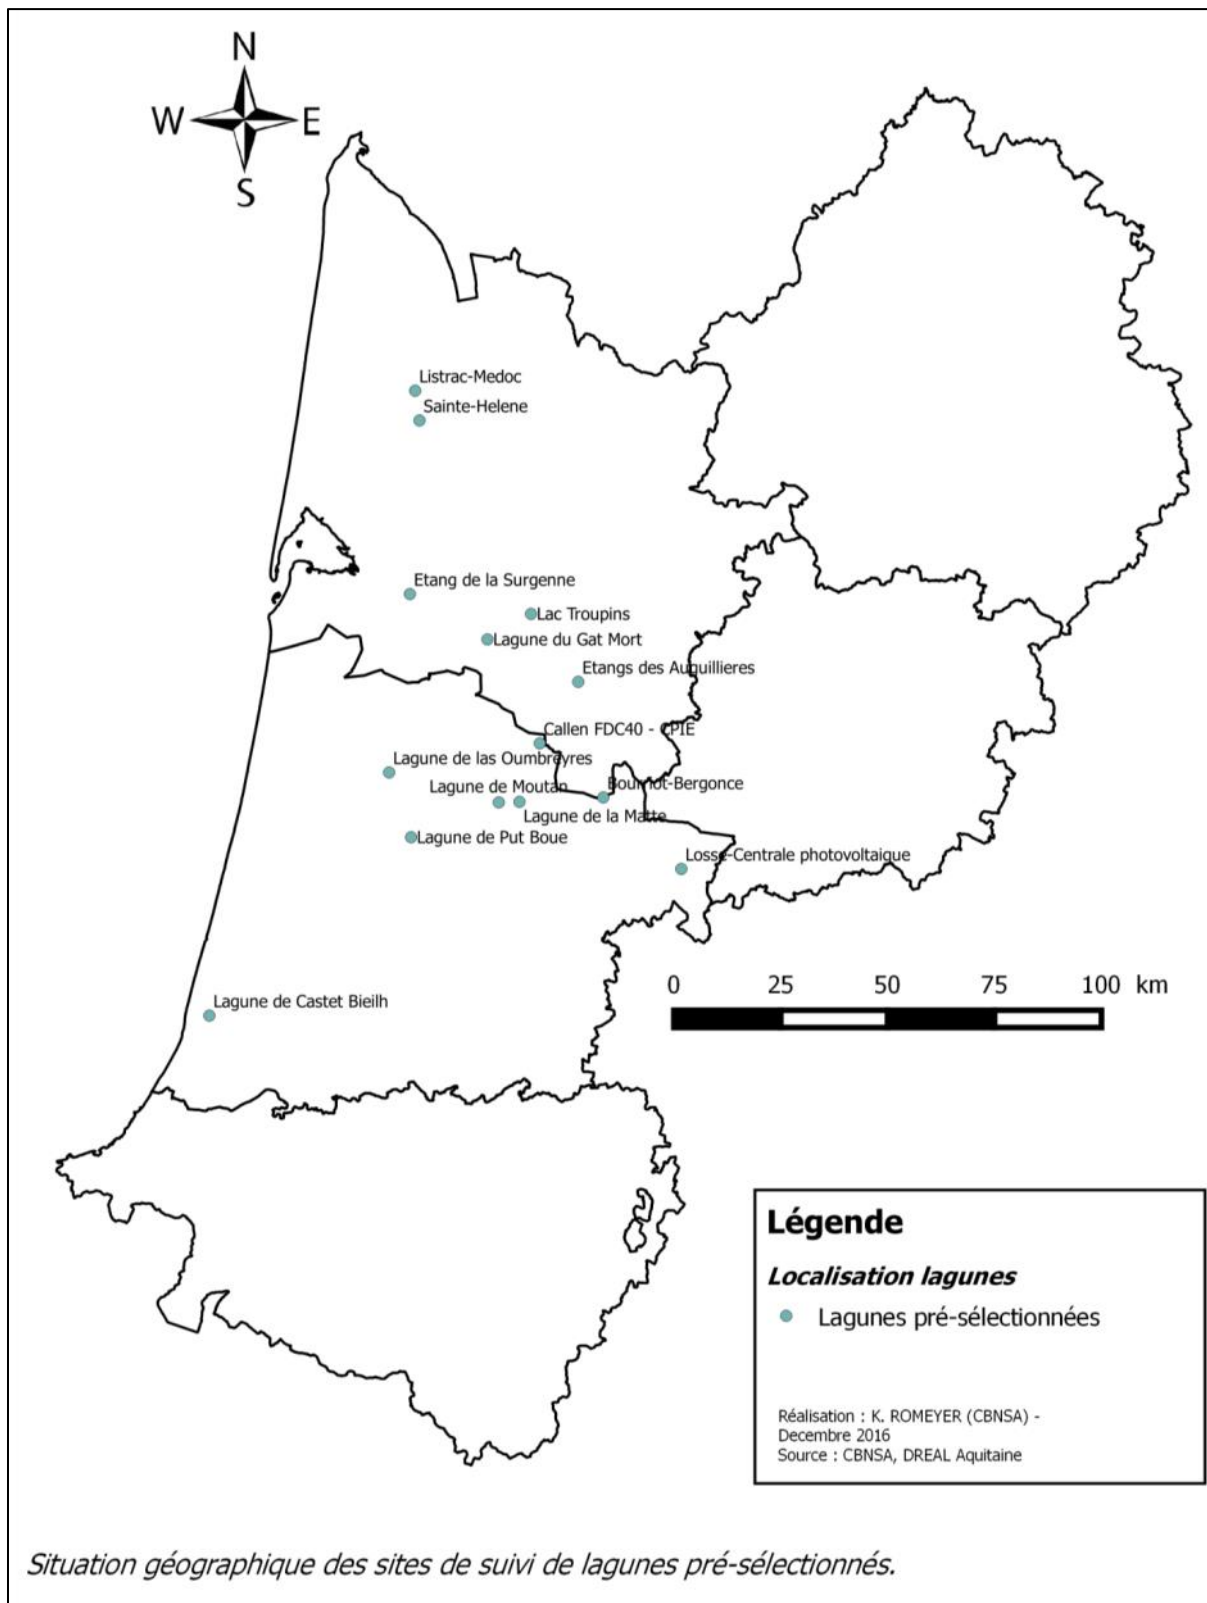 N
W E
S
Listrac-Medoc
Sainte-Helene
Etang de la Surgenne
Lac Troupins
Lagune du Gat Mort
Etangs des Auguillieres
Callen FDC40 - CPIE
Lagune de las Oumbreyres
Lagune de Moutan
Bourriot-Bergonce
Lagune de la Matte
Lagune de Put Boue
Losse-Centrale photovoltaique
Lagune de Castet Bieilh
0 25 50 75 100 km
Légende
Localisation lagunes
Lagunes pré-sélectionnées
Réalisation : K. ROMEYER (CBNSA) -
Decembre 2016
Source : CBNSA, DREAL Aquitaine
Situation géographique des sites de suivi de lagunes pré-sélectionnés.